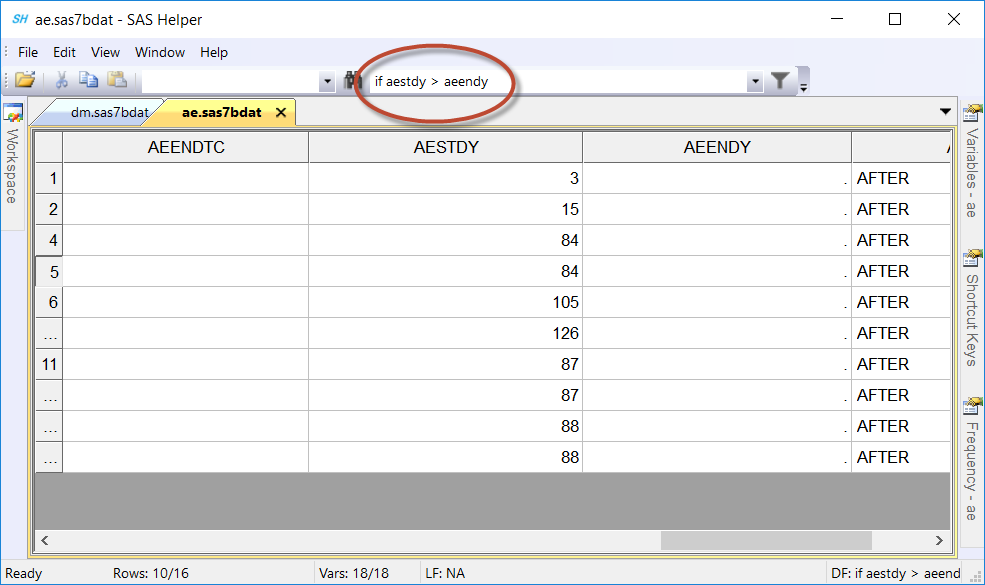 SH ae.sas7bdat - SAS Helper
File Edit View Window Help
if aestdy > aeendy
dm.sas7bdat ae.sas7bdat
Workspace
AEENDTC AESTDY AEENDY
1 3 . AFTER
2 15 . AFTER
4 84 . AFTER
5 84 . AFTER
6 105 . AFTER
... 126 . AFTER
11 87 . AFTER
... 87 . AFTER
... 88 . AFTER
... 88 . AFTER
Variables - ae
Shortcut Keys
Frequency - ae
Ready Rows: 10/16 Vars: 18/18 LF: NA DF: if aestdy > aeend